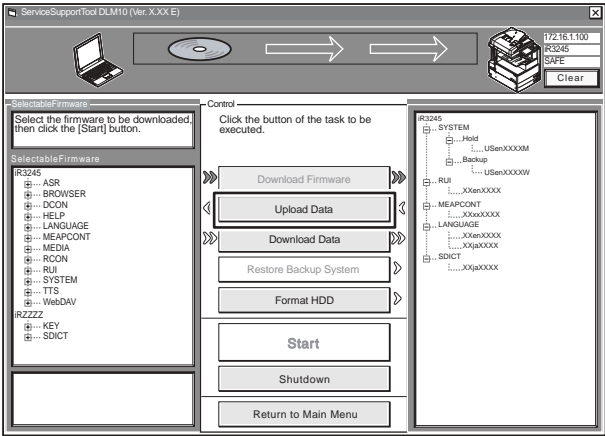 ServiceSupportTool DLM10 (Ver. X.XX E)
172.16.1.100
iR3245
SAFE
Clear
SelectableFirmware
Select the firmware to be downloaded,
then click the [Start] button.
SelectableFirmware
iR3245
ASR
BROWSER
DCON
HELP
LANGUAGE
MEAPCONT
MEDIA
RCON
RUI
SYSTEM
TTS
WebDAV
iRZZZZ
KEY
SDICT
Control
Click the button of the task to be
executed.
Download Firmware
Upload Data
Download Data
Restore Backup System
Format HDD
Start
Shutdown
Return to Main Menu
iR3245
SYSTEM
Hold
USenXXXXM
Backup
USenXXXXW
RUI
XXenXXXX
MEAPCONT
XXxxXXXX
LANGUAGE
XXenXXXX
XXjaXXXX
SDICT
XXjaXXXX